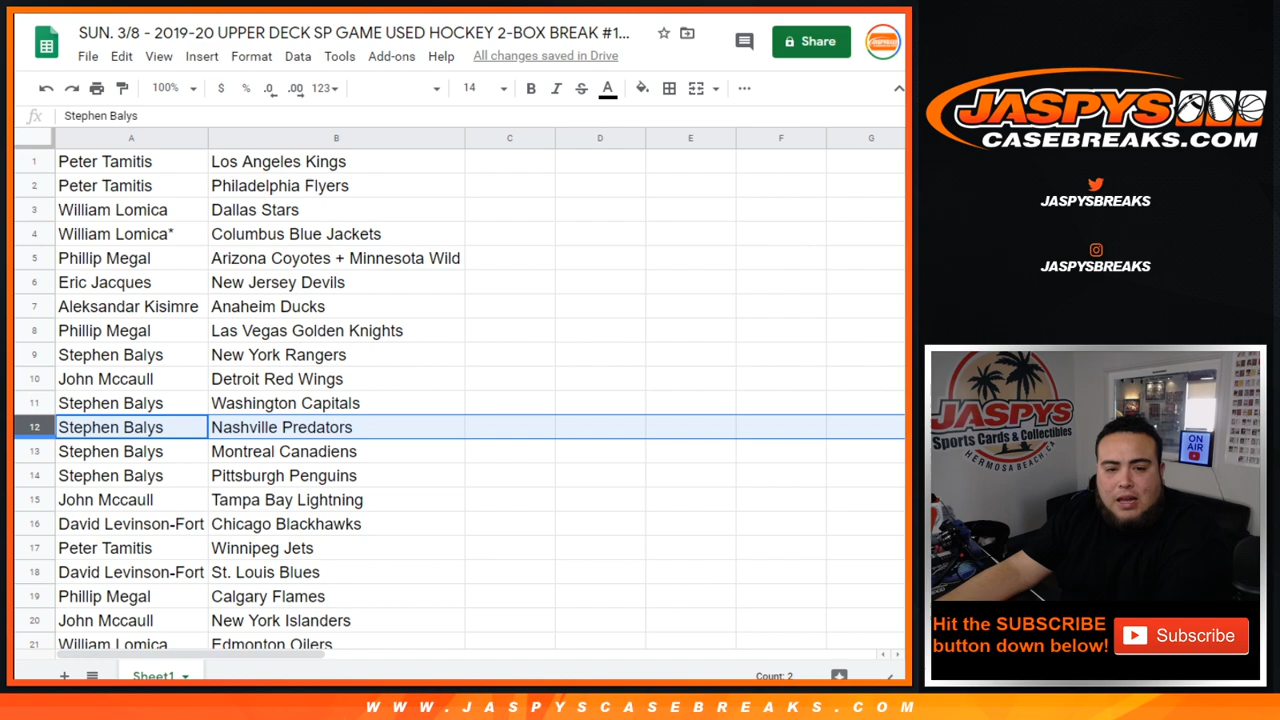 SUN. 3/8 - 2019-20 UPPER DECK SP GAME USED HOCKEY 2-BOX BREAK #1...
Share
File Edit View Insert Format Data Tools Add-ons Help All changes saved in Drive
100% $ % .0 .00 123 14 B I S A
fx Stephen Balys
A B C D E F G
1 Peter Tamitis Los Angeles Kings
2 Peter Tamitis Philadelphia Flyers
3 William Lomica Dallas Stars
4 William Lomica* Columbus Blue Jackets
5 Phillip Megal Arizona Coyotes + Minnesota Wild
6 Eric Jacques New Jersey Devils
7 Aleksandar Kisimre Anaheim Ducks
8 Phillip Megal Las Vegas Golden Knights
9 Stephen Balys New York Rangers
10 John Mccaull Detroit Red Wings
11 Stephen Balys Washington Capitals
12 Stephen Balys Nashville Predators
13 Stephen Balys Montreal Canadiens
14 Stephen Balys Pittsburgh Penguins
15 John Mccaull Tampa Bay Lightning
16 David Levinson-Fort Chicago Blackhawks
17 Peter Tamitis Winnipeg Jets
18 David Levinson-Fort St. Louis Blues
19 Phillip Megal Calgary Flames
20 John Mccaull New York Islanders
21 William Lomica Edmonton Oilers
Sheet1 Count: 2
JASPYS
CASEBREAKS.COM
JASPYSBREAKS
JASPYSBREAKS
JASPYS
Sports Cards & Collectibles
HERMOSA BEACH, CA
ON
AIR
Hit the SUBSCRIBE
button down below!
Subscribe
WWW.JASPYSCASEBREAKS.COM